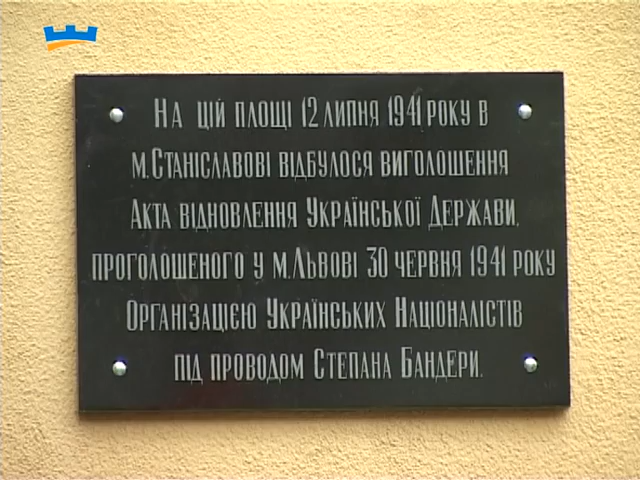 На цій площі 12 липня 1941 року в
м.Станіславові відбулося виголошення
Акта відновлення Української Держави,
проголошеного у м.Львові 30 червня 1941 року
Організацією Українських Націоналістів
під проводом Степана Бандери.